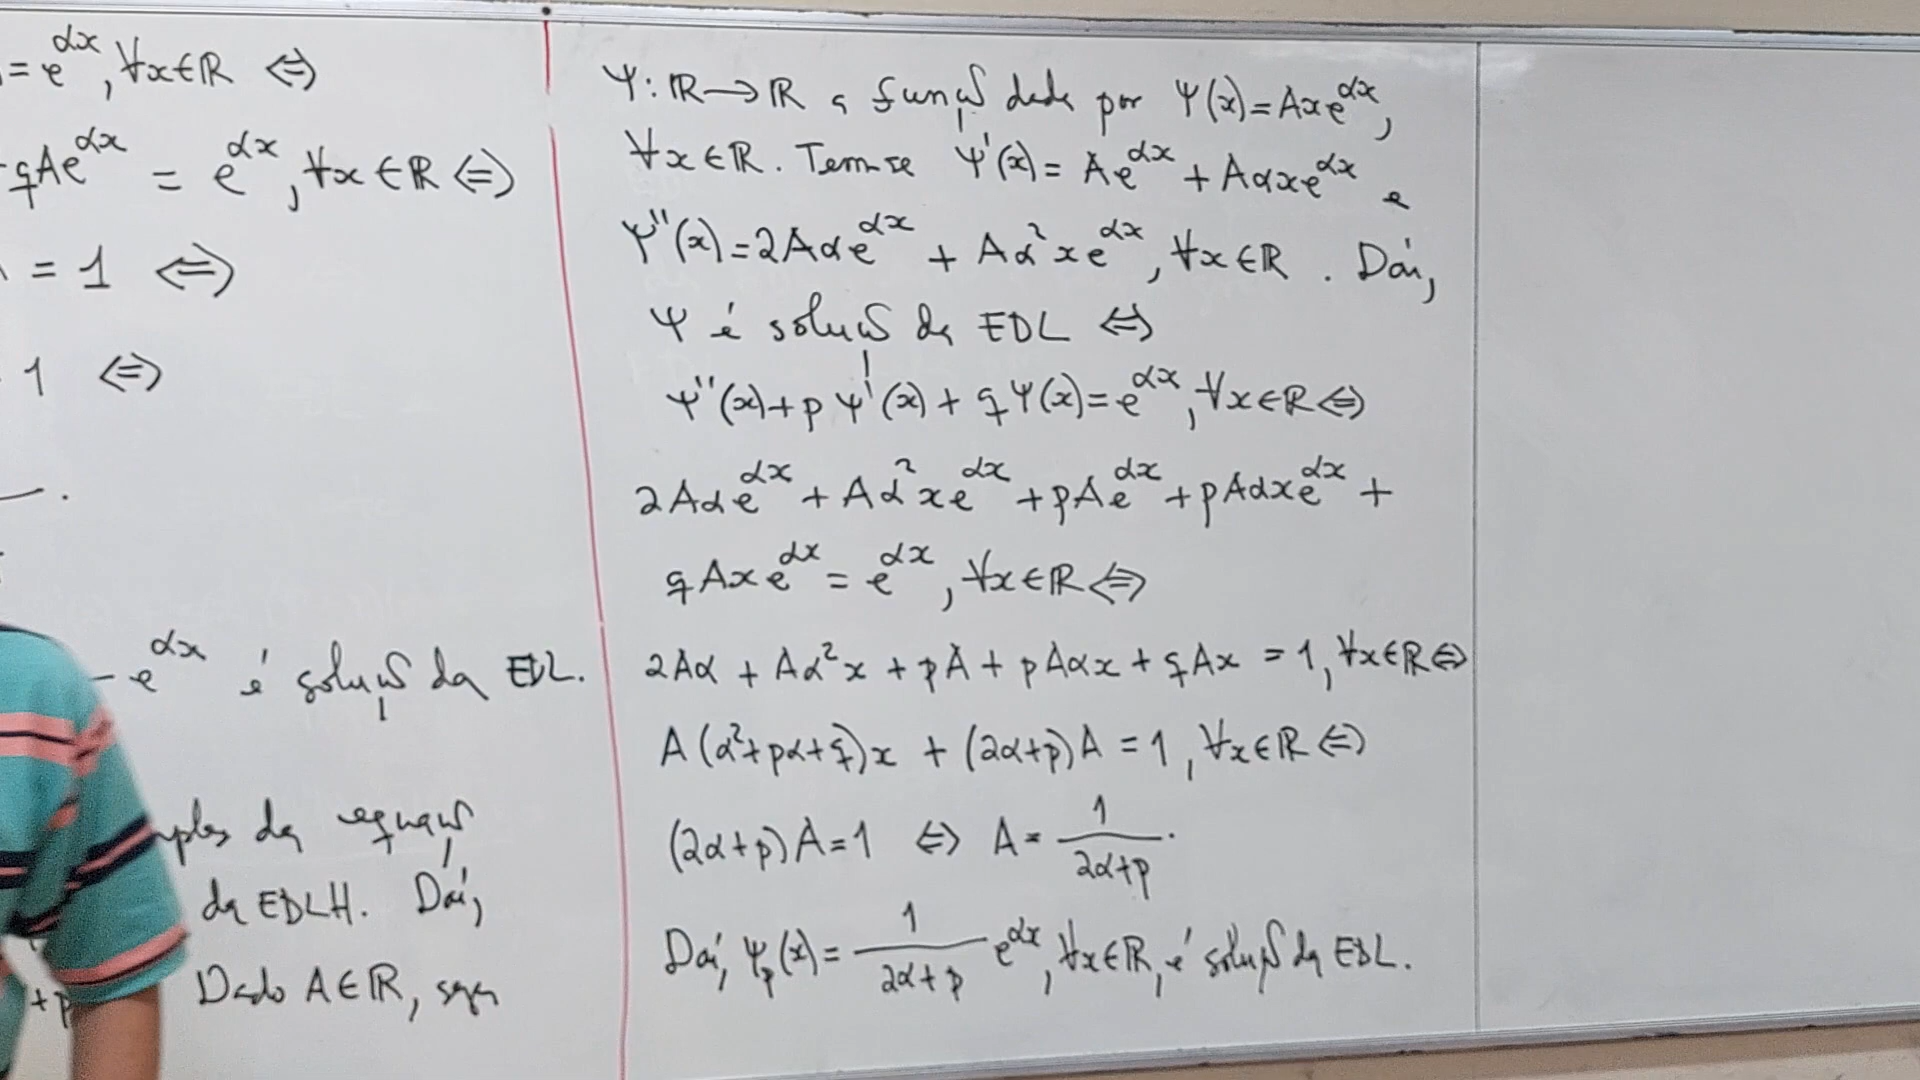 = e^{αx}, ∀x∈ℝ ⇔
qAe^{αx} = e^{αx}, ∀x∈ℝ ⇔
= 1 ⇔
1 ⇔
e^{αx} é solução da EDL.
da equação
da EDLH. Daí,
Dado A∈ℝ, seja
Ψ: ℝ→ℝ a função dada por Ψ(x)=Axe^{αx},
∀x∈ℝ. Tem-se Ψ'(x)= Ae^{αx} + Aαxe^{αx} e
Ψ''(x)=2Aαe^{αx} + Aα²xe^{αx}, ∀x∈ℝ. Daí,
Ψ é solução da EDL ⇔
Ψ''(x)+pΨ'(x)+qΨ(x)=e^{αx}, ∀x∈ℝ ⇔
2Aαe^{αx}+Aα²xe^{αx}+pAe^{αx}+pAαxe^{αx}+
qAxe^{αx}=e^{αx}, ∀x∈ℝ ⇔
2Aα + Aα²x + pA + pAαx + qAx = 1, ∀x∈ℝ ⇔
A(α²+pα+q)x + (2α+p)A = 1, ∀x∈ℝ ⇔
(2α+p)A=1 ⇔ A= \frac{1}{2α+p}.
Daí, Ψ_p(x)= \frac{1}{2α+p} e^{αx}, ∀x∈ℝ, é solução da EDL.